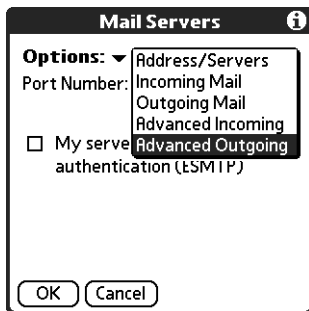 Mail Servers
Options:
Address/Servers
Port Number:
Incoming Mail
Outgoing Mail
Advanced Incoming
My serve
Advanced Outgoing
authentication (ESMTP)
OK
Cancel